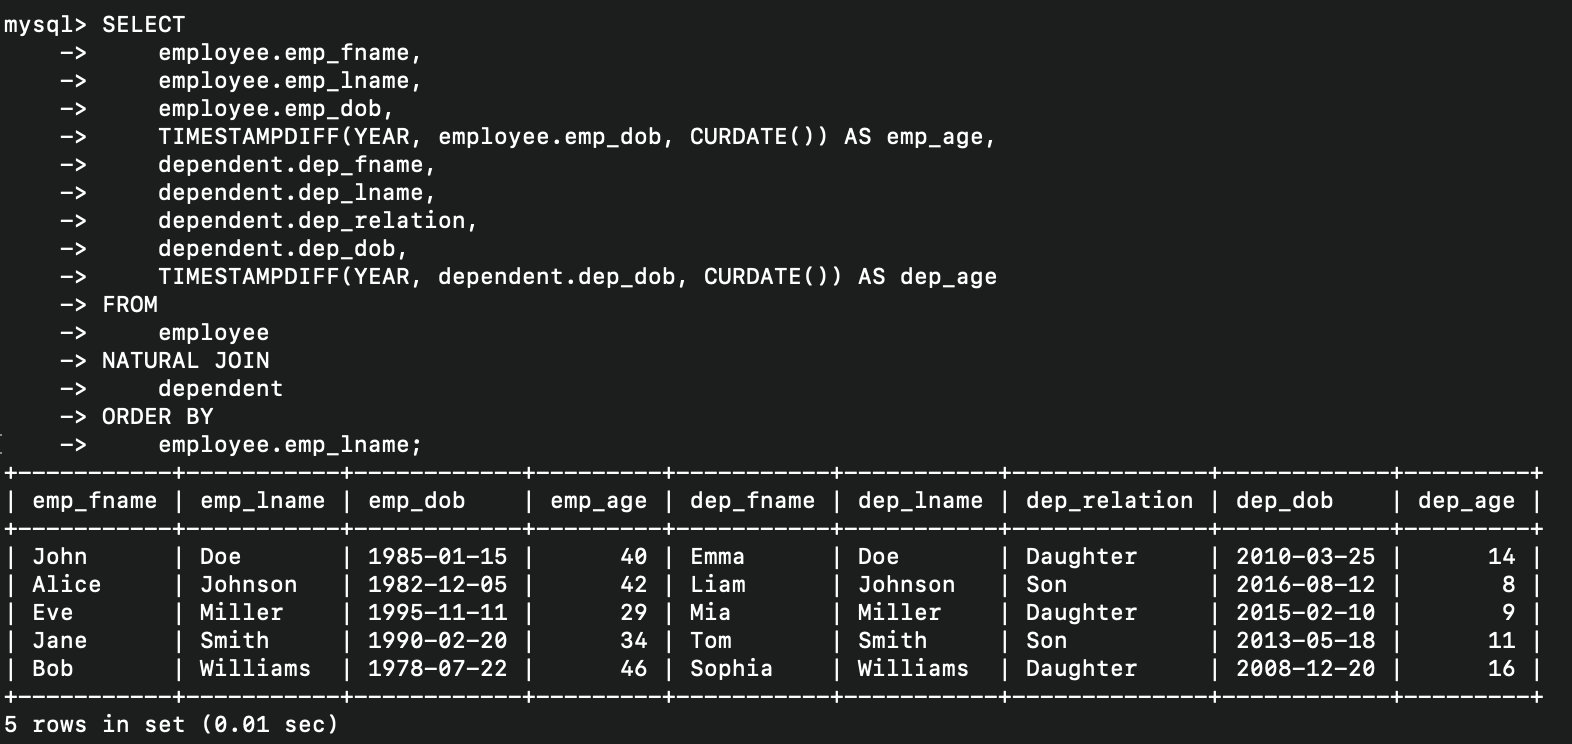 mysql> SELECT
    ->     employee.emp_fname,
    ->     employee.emp_lname,
    ->     employee.emp_dob,
    ->     TIMESTAMPDIFF(YEAR, employee.emp_dob, CURDATE()) AS emp_age,
    ->     dependent.dep_fname,
    ->     dependent.dep_lname,
    ->     dependent.dep_relation,
    ->     dependent.dep_dob,
    ->     TIMESTAMPDIFF(YEAR, dependent.dep_dob, CURDATE()) AS dep_age
    -> FROM
    ->     employee
    -> NATURAL JOIN
    ->     dependent
    -> ORDER BY
    ->     employee.emp_lname;
+-----------+-----------+------------+---------+-----------+-----------+--------------+------------+---------+
| emp_fname | emp_lname | emp_dob    | emp_age | dep_fname | dep_lname | dep_relation | dep_dob    | dep_age |
+-----------+-----------+------------+---------+-----------+-----------+--------------+------------+---------+
| John      | Doe       | 1985-01-15 |      40 | Emma      | Doe       | Daughter     | 2010-03-25 |      14 |
| Alice     | Johnson   | 1982-12-05 |      42 | Liam      | Johnson   | Son          | 2016-08-12 |       8 |
| Eve       | Miller    | 1995-11-11 |      29 | Mia       | Miller    | Daughter     | 2015-02-10 |       9 |
| Jane      | Smith     | 1990-02-20 |      34 | Tom       | Smith     | Son          | 2013-05-18 |      11 |
| Bob       | Williams  | 1978-07-22 |      46 | Sophia    | Williams  | Daughter     | 2008-12-20 |      16 |
+-----------+-----------+------------+---------+-----------+-----------+--------------+------------+---------+
5 rows in set (0.01 sec)